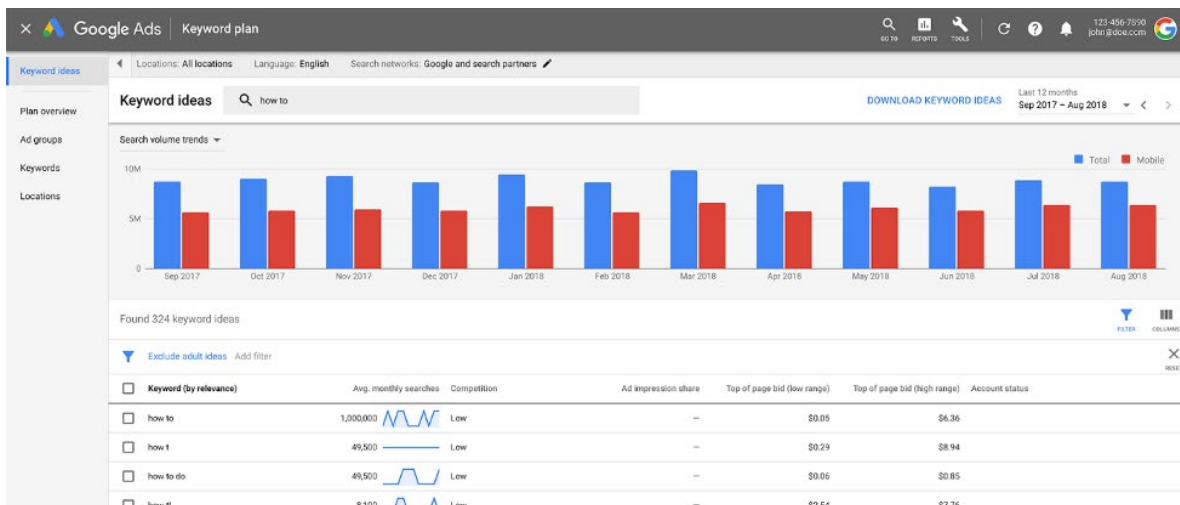 Google Ads Keyword plan GO TO REPORTS TOOLS 123-456-7890
john@doe.com
Keyword ideas
Plan overview
Ad groups
Keywords
Locations
Locations: All locations Language: English Search networks: Google and search partners
Keyword ideas how to DOWNLOAD KEYWORD IDEAS Last 12 months
Sep 2017 – Aug 2018
Search volume trends
Total Mobile
10M
5M
0
Sep 2017 Oct 2017 Nov 2017 Dec 2017 Jan 2018 Feb 2018 Mar 2018 Apr 2018 May 2018 Jun 2018 Jul 2018 Aug 2018
Found 324 keyword ideas
FILTER COLUMNS
Exclude adult ideas Add filter
RESET
Keyword (by relevance) Avg. monthly searches Competition Ad impression share Top of page bid (low range) Top of page bid (high range) Account status
how to 1,000,000 Low – $0.05 $6.36
how t 49,500 Low – $0.29 $8.94
how to do 49,500 Low – $0.06 $0.85